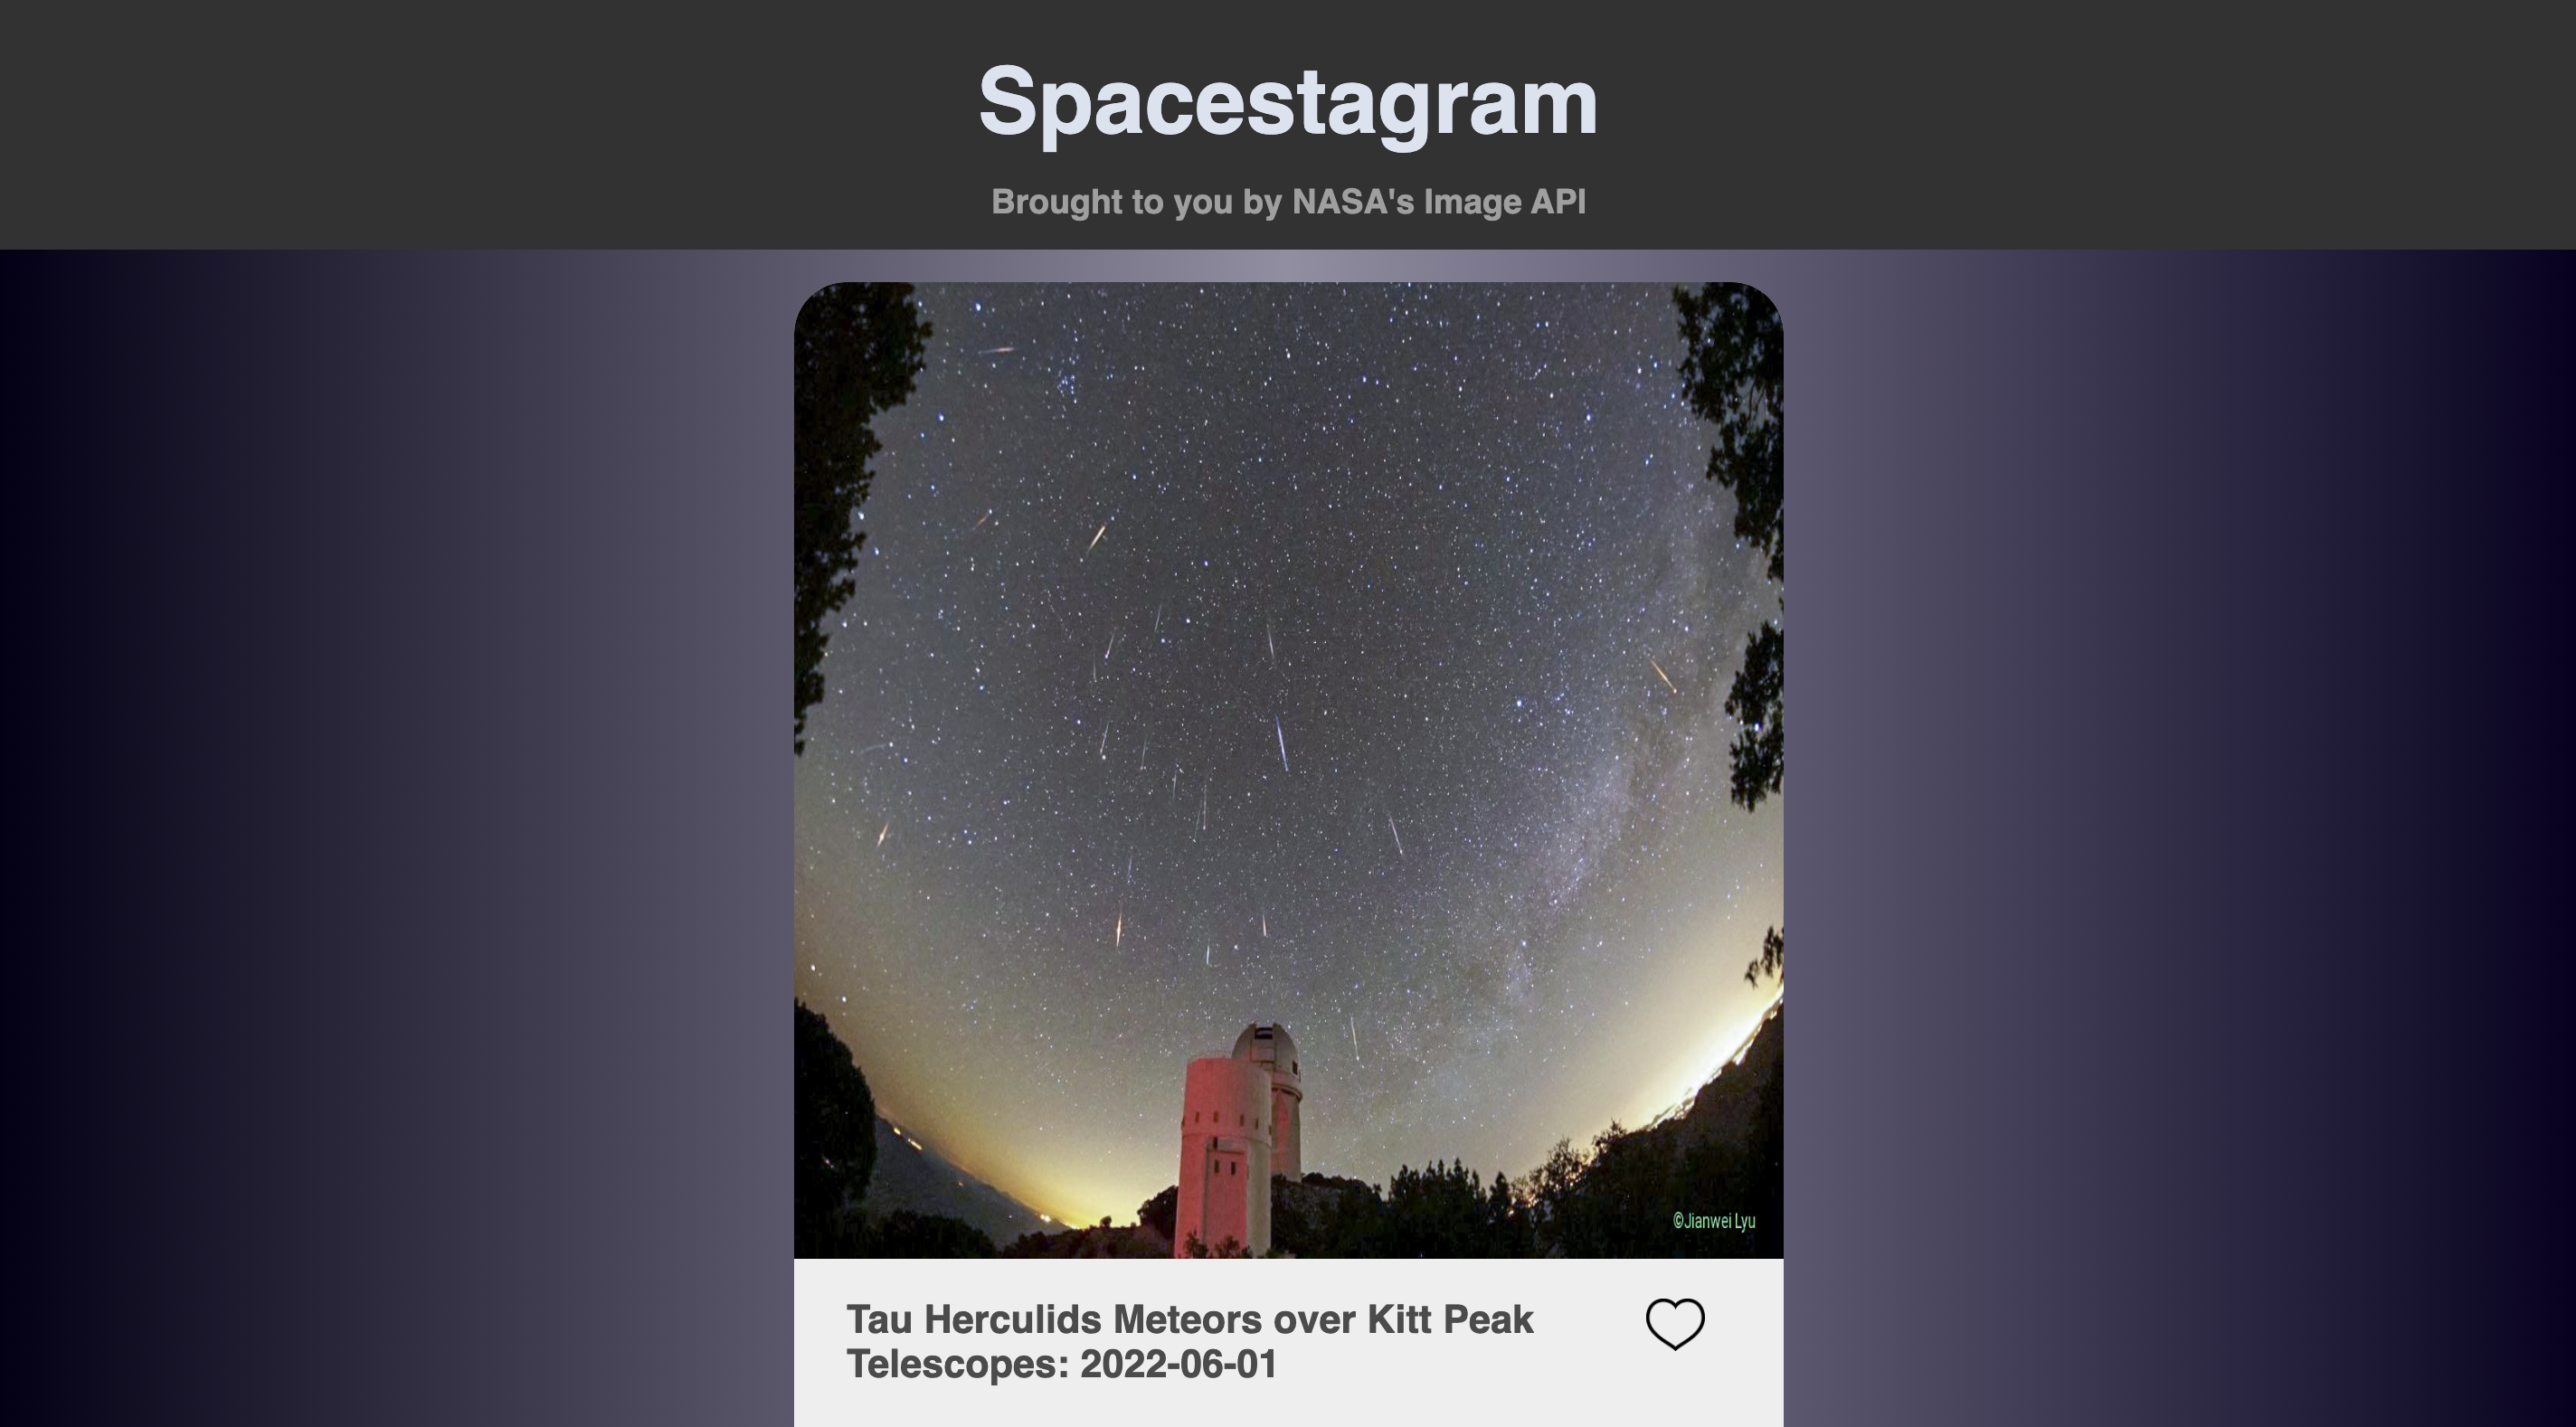 Spacestagram
Brought to you by NASA's Image API
©Jianwei Lyu
Tau Herculids Meteors over Kitt Peak
Telescopes: 2022-06-01